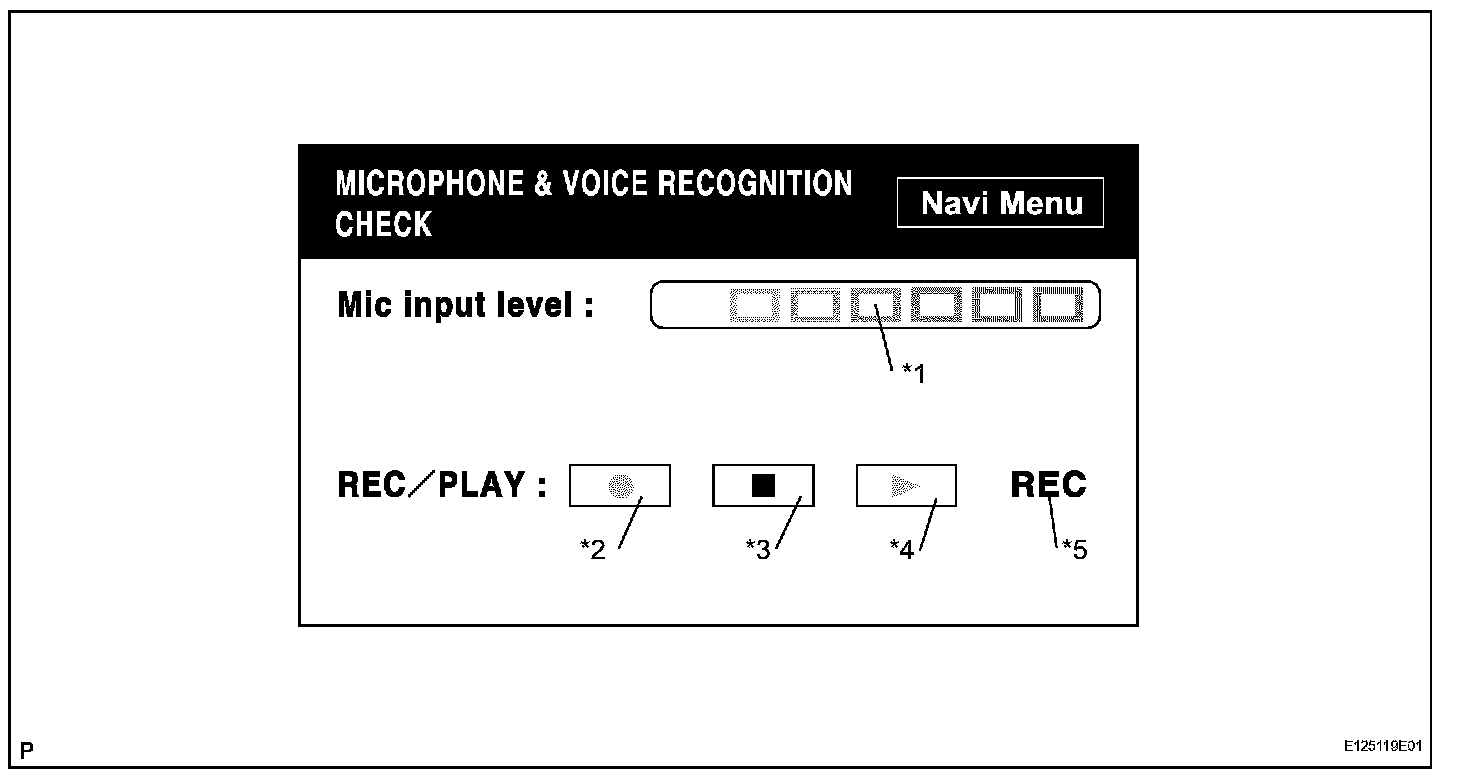 MICROPHONE & VOICE RECOGNITION
CHECK
Navi Menu
Mic input level :
*1
REC/PLAY :
REC
*2
*3
*4
*5
P
E125119E01